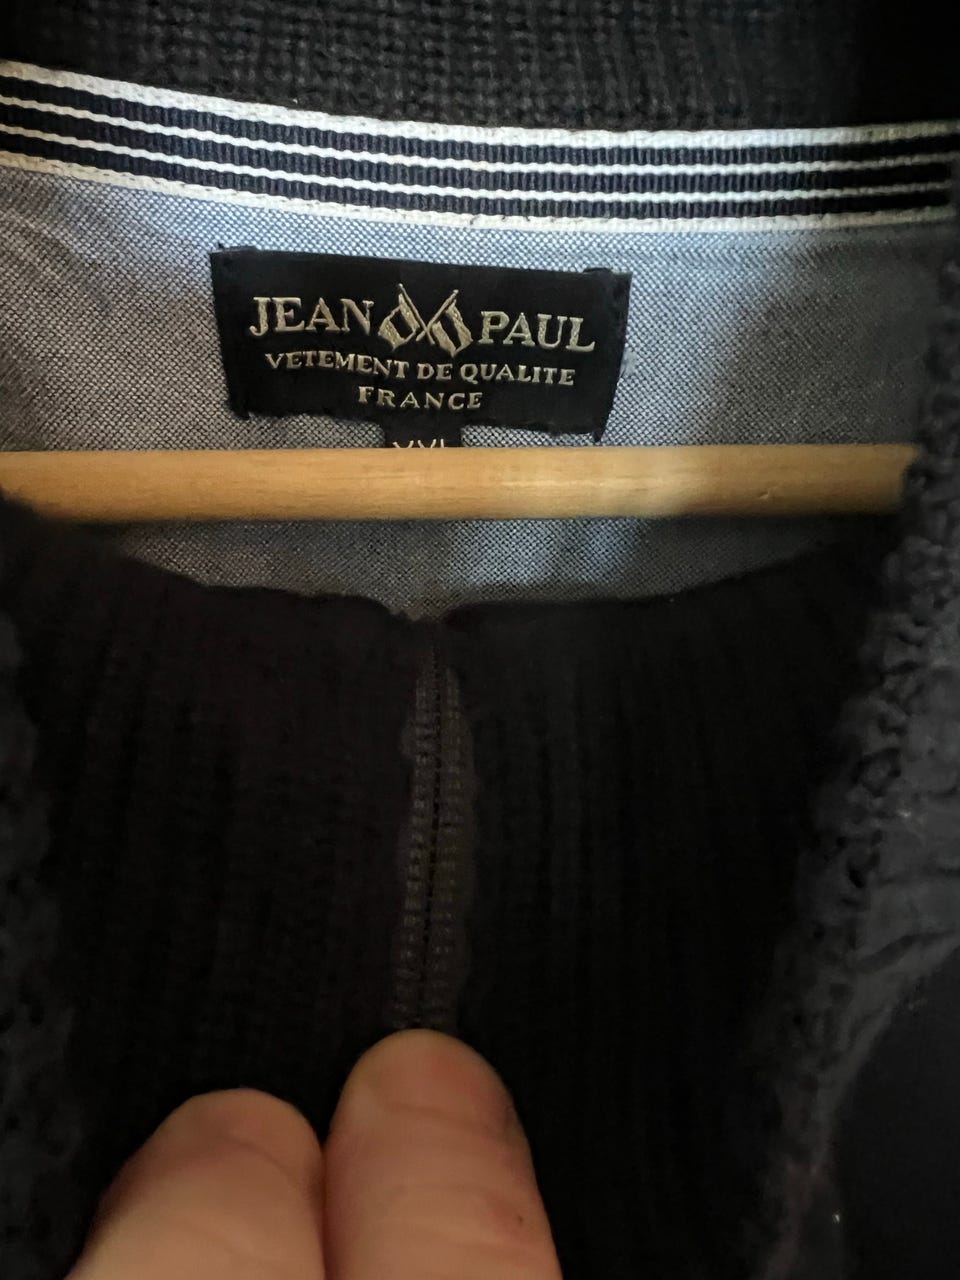 JEAN PAUL
VETEMENT DE QUALITE
FRANCE